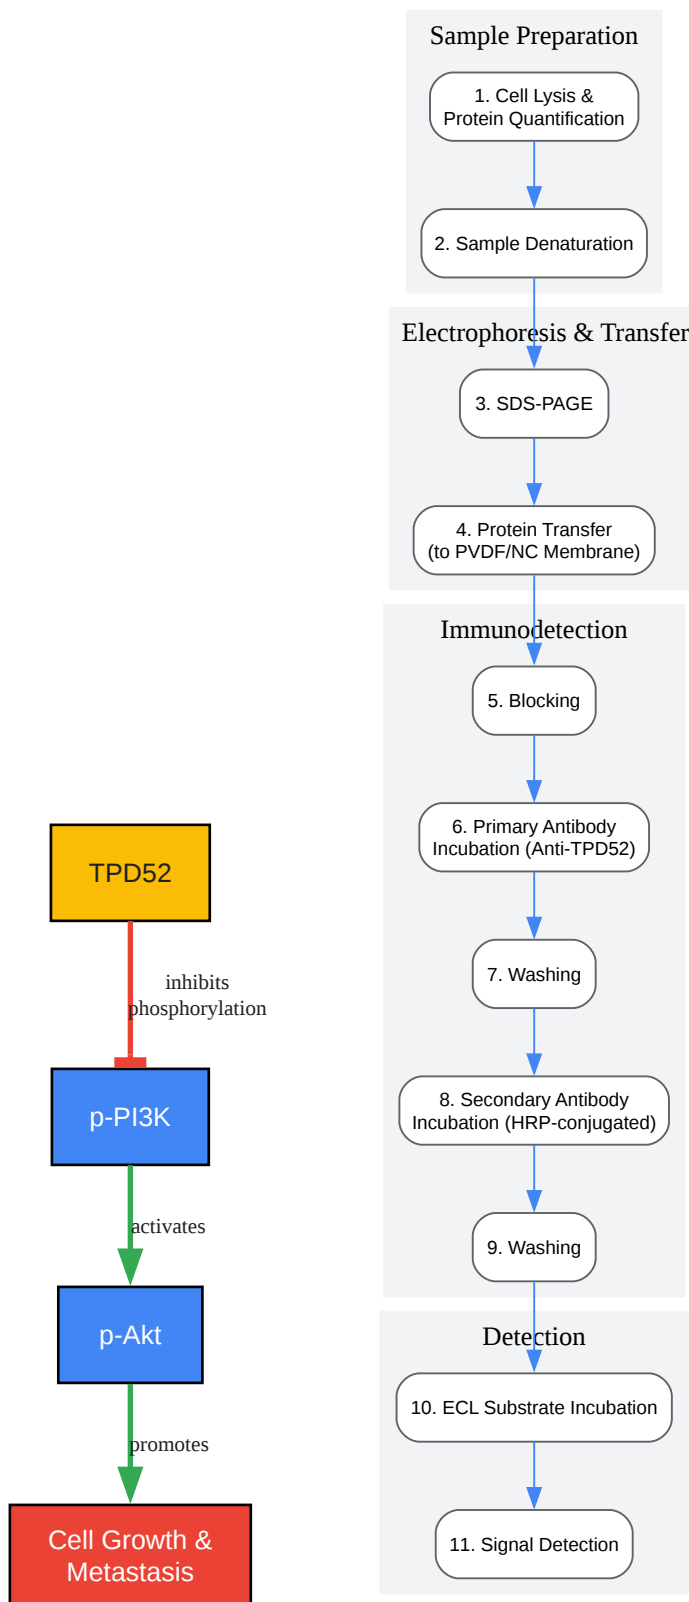 Sample Preparation
1. Cell Lysis &
Protein Quantification
2. Sample Denaturation
Electrophoresis & Transfer
3. SDS-PAGE
4. Protein Transfer
(to PVDF/NC Membrane)
Immunodetection
5. Blocking
6. Primary Antibody
Incubation (Anti-TPD52)
7. Washing
8. Secondary Antibody
Incubation (HRP-conjugated)
9. Washing
Detection
10. ECL Substrate Incubation
11. Signal Detection
TPD52
inhibits
phosphorylation
p-PI3K
activates
p-Akt
promotes
Cell Growth &
Metastasis